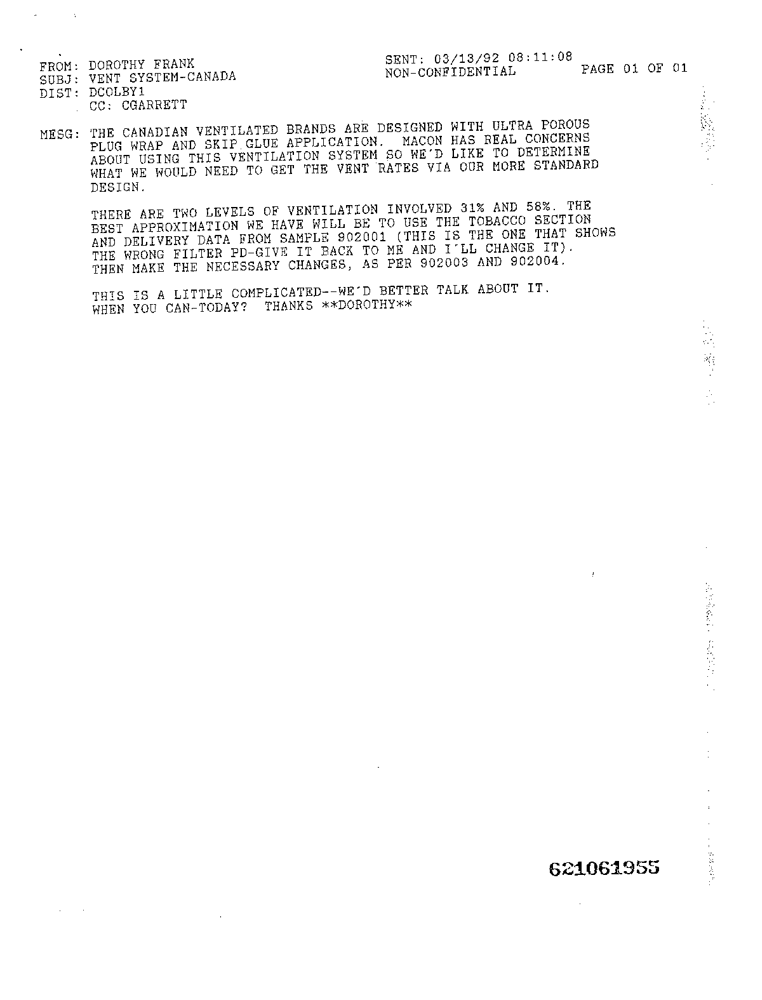 FROM: DOROTHY FRANK SENT: 03/13/92 08:11:08
SUBJ: VENT SYSTEM-CANADA NON-CONFIDENTIAL PAGE 01 OF 01
DIST: DCOLBY1
CC: CGARRETT
MESG: THE CANADIAN VENTILATED BRANDS ARE DESIGNED WITH ULTRA POROUS
PLUG WRAP AND SKIP GLUE APPLICATION. MACON HAS REAL CONCERNS
ABOUT USING THIS VENTILATION SYSTEM SO WE'D LIKE TO DETERMINE
WHAT WE WOULD NEED TO GET THE VENT RATES VIA OUR MORE STANDARD
DESIGN.
THERE ARE TWO LEVELS OF VENTILATION INVOLVED 31% AND 58%. THE
BEST APPROXIMATION WE HAVE WILL BE TO USE THE TOBACCO SECTION
AND DELIVERY DATA FROM SAMPLE 902001 (THIS IS THE ONE THAT SHOWS
THE WRONG FILTER PD-GIVE IT BACK TO ME AND I'LL CHANGE IT).
THEN MAKE THE NECESSARY CHANGES, AS PER 902003 AND 902004.
THIS IS A LITTLE COMPLICATED--WE'D BETTER TALK ABOUT IT.
WHEN YOU CAN-TODAY? THANKS **DOROTHY**
621061955